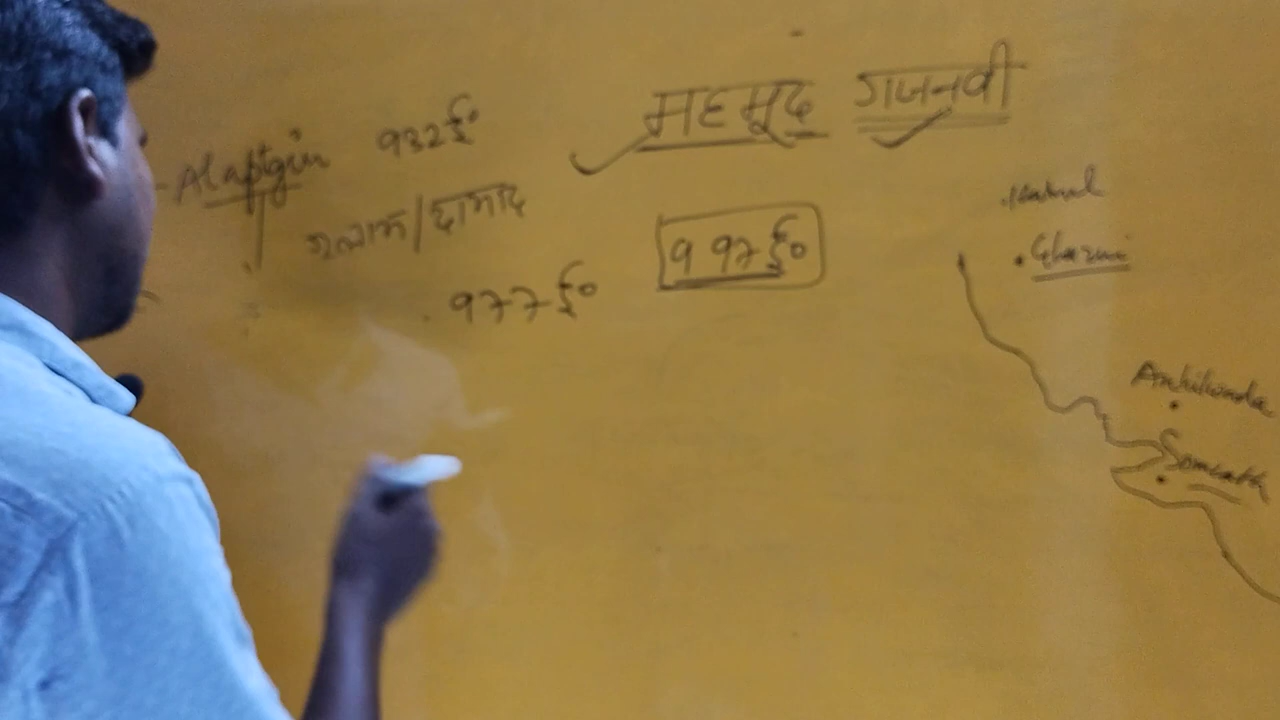 महमूद गजनवी
Alaptgin 932ई०
गुलाम/दामाद
997ई०
977ई०
.Kabul
. Ghazni
Anhilwada
Somnath